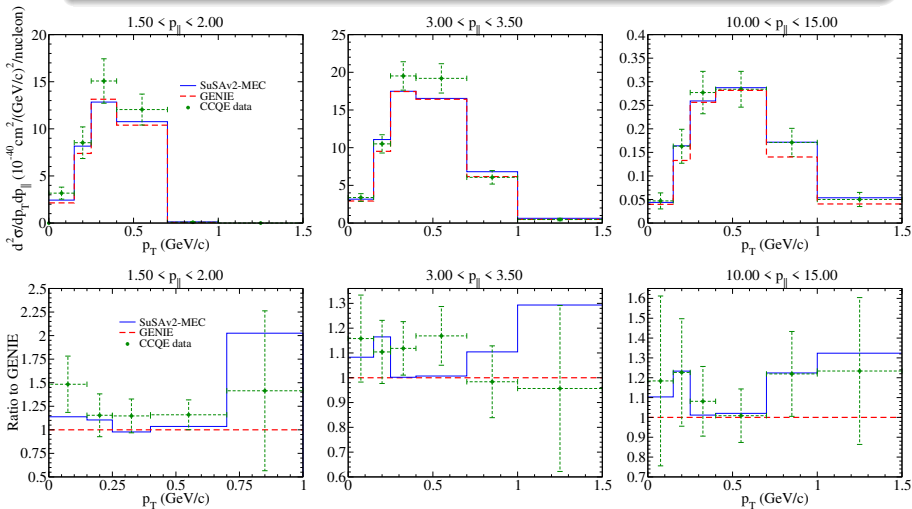 1.50 < p|| < 2.00
3.00 < p|| < 3.50
10.00 < p|| < 15.00
d²σ/dp_T dp|| (10⁻⁴⁰ cm²/(GeV/c)²/nucleon)
20
15
10
5
0
SuSAv2-MEC
GENIE
CCQE data
0 0.5 1 1.5
p_T (GeV/c)
25
20
15
10
5
0
0 0.5 1 1.5
p_T (GeV/c)
0.4
0.35
0.3
0.25
0.2
0.15
0.1
0.05
0
0 0.5 1 1.5
p_T (GeV/c)
1.50 < p|| < 2.00
3.00 < p|| < 3.50
10.00 < p|| < 15.00
Ratio to GENIE
2.5
2.25
2
1.75
1.5
1.25
1
0.75
0.5
SuSAv2-MEC
GENIE
CCQE data
0 0.25 0.5 0.75 1
p_T (GeV/c)
1.3
1.2
1.1
1
0.9
0.8
0.7
0.6
0 0.5 1 1.5
p_T (GeV/c)
1.6
1.5
1.4
1.3
1.2
1.1
1
0.9
0.8
0.7
0 0.5 1 1.5
p_T (GeV/c)